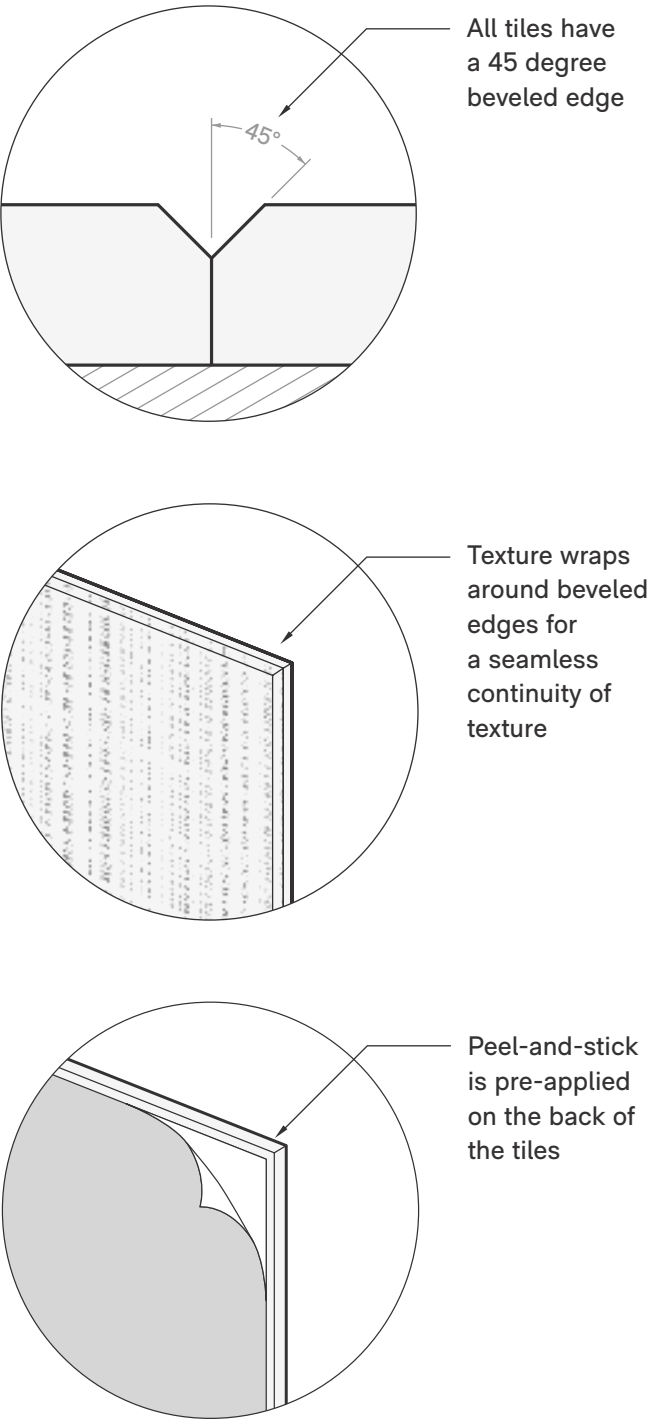 All tiles have
a 45 degree
beveled edge
45°
Texture wraps
around beveled
edges for
a seamless
continuity of
texture
Peel-and-stick
is pre-applied
on the back of
the tiles